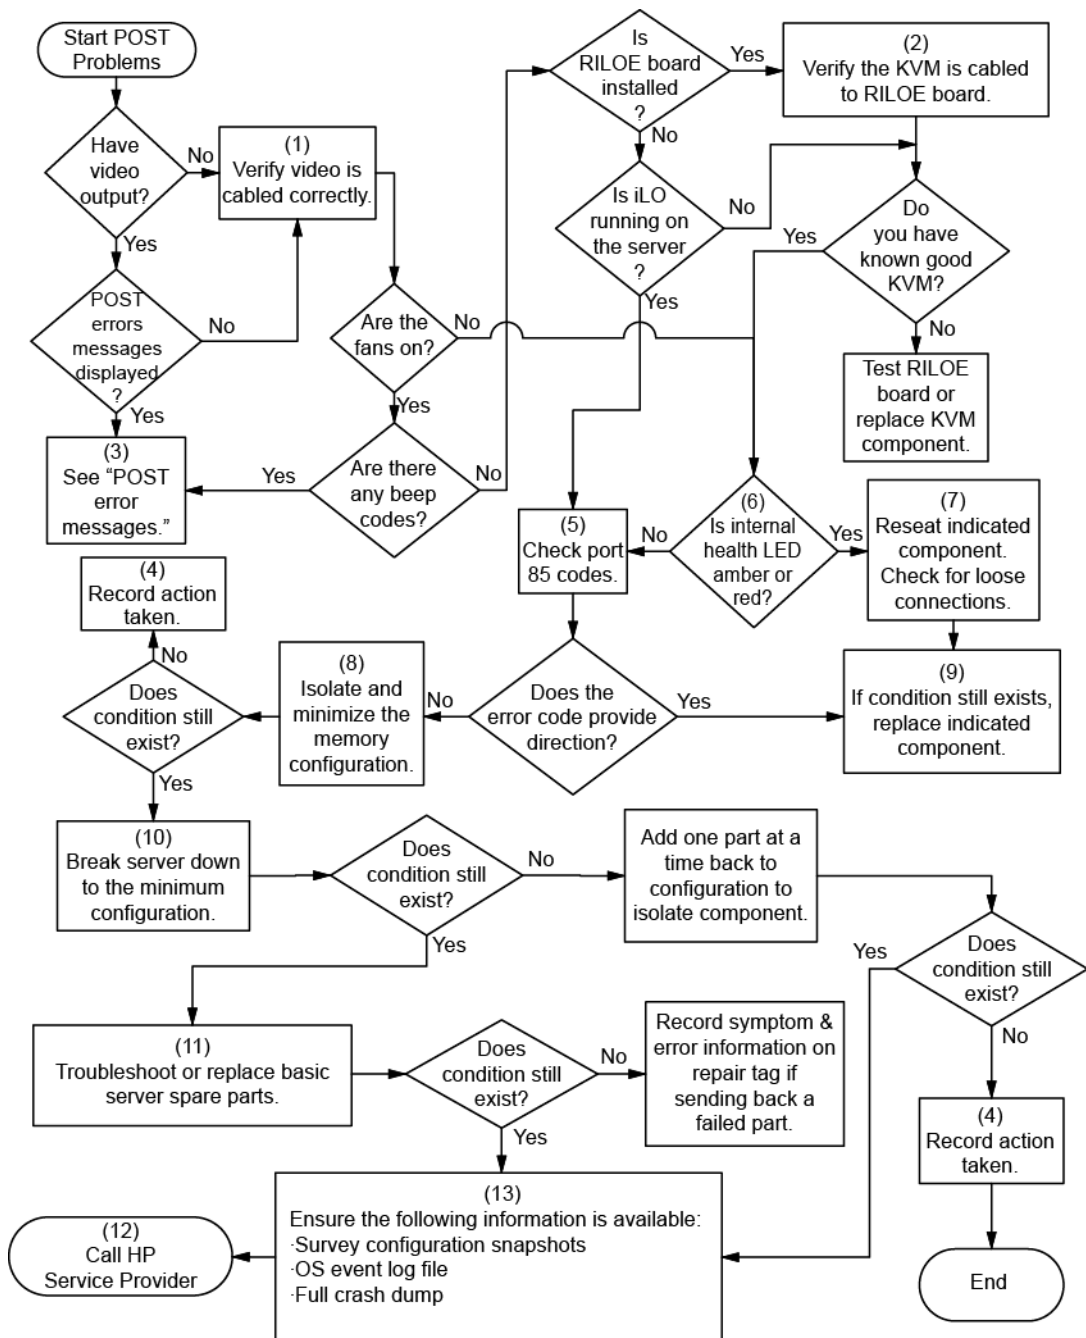 Start POST
Problems
Is
RILOE board
installed
?
Yes
(2)
Verify the KVM is cabled
to RILOE board.
No
Have
video
output?
No
(1)
Verify video is
cabled correctly.
Yes
Is iLO
running on
the server
?
No
Yes
Do
you have
known good
KVM?
Yes
No
Test RILOE
board or
replace KVM
component.
POST
errors
messages
displayed
?
No
Yes
Are the
fans on?
No
Yes
(3)
See “POST
error
messages.”
Yes
Are there
any beep
codes?
No
(5)
Check port
85 codes.
No
(6)
Is internal
health LED
amber or
red?
Yes
(7)
Reseat indicated
component.
Check for loose
connections.
(4)
Record action
taken.
No
Does
condition still
exist?
Yes
(8)
Isolate and
minimize the
memory
configuration.
No
Does the
error code provide
direction?
Yes
(9)
If condition still exists,
replace indicated
component.
(10)
Break server down
to the minimum
configuration.
Does
condition still
exist?
No
Yes
Add one part at a
time back to
configuration to
isolate component.
Yes
Does
condition still
exist?
No
(11)
Troubleshoot or replace basic
server spare parts.
Does
condition still
exist?
No
Yes
Record symptom &
error information on
repair tag if
sending back a
failed part.
(4)
Record action
taken.
(12)
Call HP
Service Provider
(13)
Ensure the following information is available:
·Survey configuration snapshots
·OS event log file
·Full crash dump
End